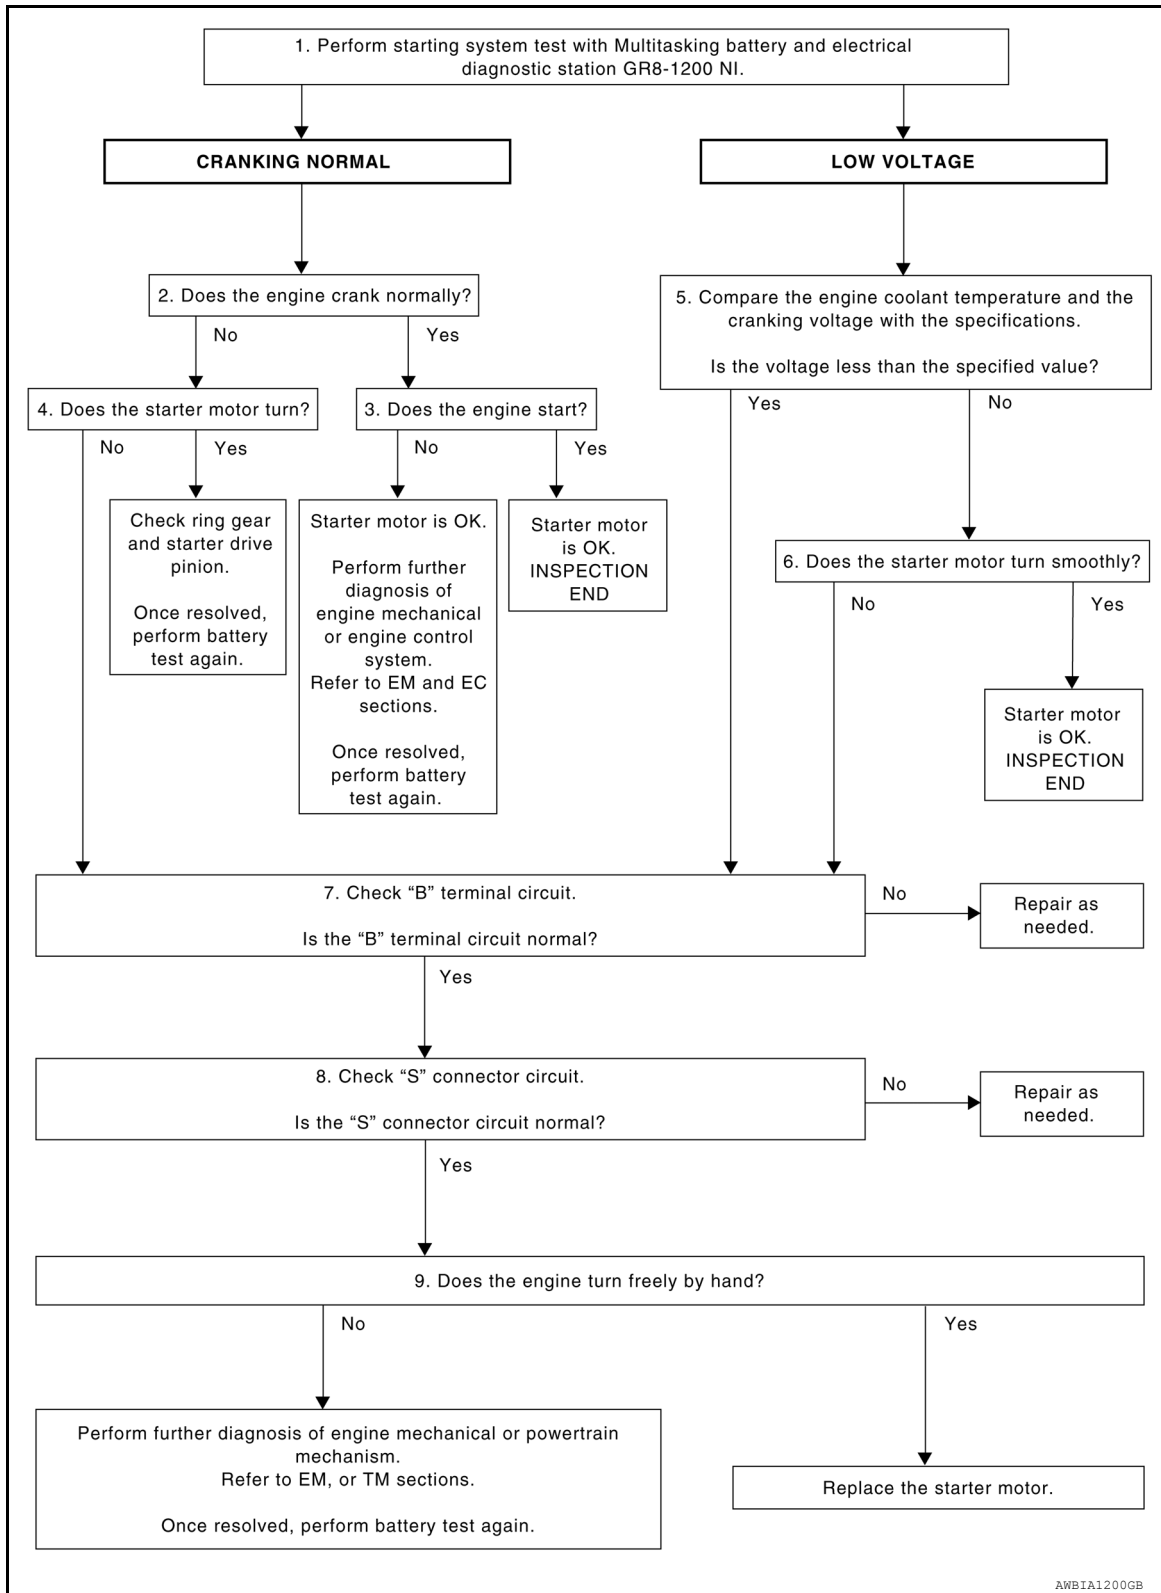 1. Perform starting system test with Multitasking battery and electrical
diagnostic station GR8-1200 NI.
CRANKING NORMAL
LOW VOLTAGE
2. Does the engine crank normally?
No
Yes
4. Does the starter motor turn?
No
Yes
3. Does the engine start?
No
Yes
Check ring gear
and starter drive
pinion.
Once resolved,
perform battery
test again.
Starter motor is OK.
Perform further
diagnosis of
engine mechanical
or engine control
system.
Refer to EM and EC
sections.
Once resolved,
perform battery
test again.
Starter motor
is OK.
INSPECTION
END
5. Compare the engine coolant temperature and the
cranking voltage with the specifications.
Is the voltage less than the specified value?
Yes
No
6. Does the starter motor turn smoothly?
No
Yes
Starter motor
is OK.
INSPECTION
END
7. Check “B” terminal circuit.
Is the “B” terminal circuit normal?
No
Repair as
needed.
Yes
8. Check “S” connector circuit.
Is the “S” connector circuit normal?
No
Repair as
needed.
Yes
9. Does the engine turn freely by hand?
No
Yes
Perform further diagnosis of engine mechanical or powertrain
mechanism.
Refer to EM, or TM sections.
Once resolved, perform battery test again.
Replace the starter motor.
AWBIA1200GB